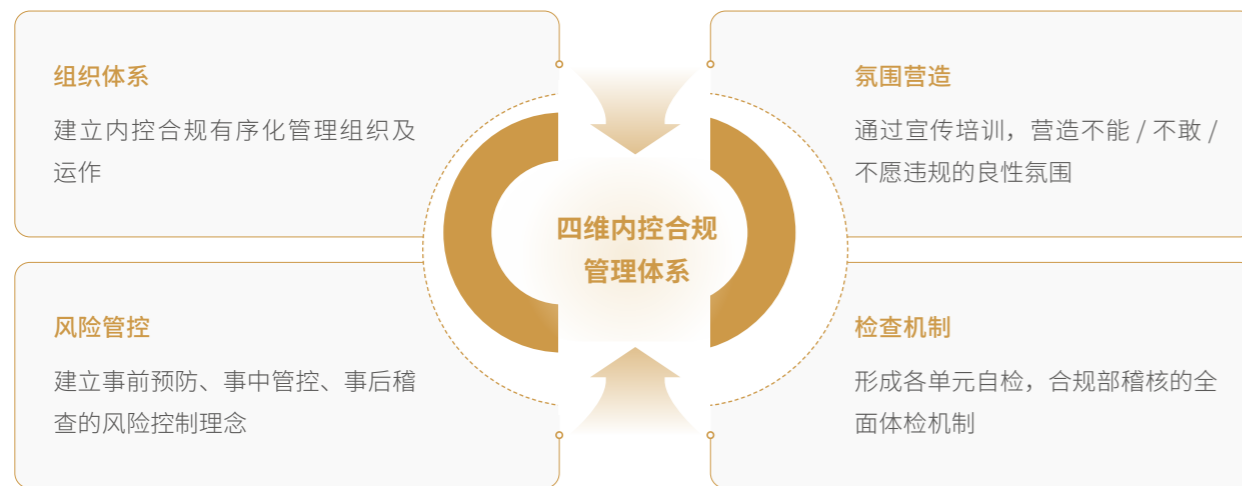 组织体系
建立内控合规有序化管理组织及
运作
氛围营造
通过宣传培训，营造不能 / 不敢 /
不愿违规的良性氛围
四维内控合规
管理体系
风险管控
建立事前预防、事中管控、事后稽
查的风险控制理念
检查机制
形成各单元自检，合规部稽核的全
面体检机制